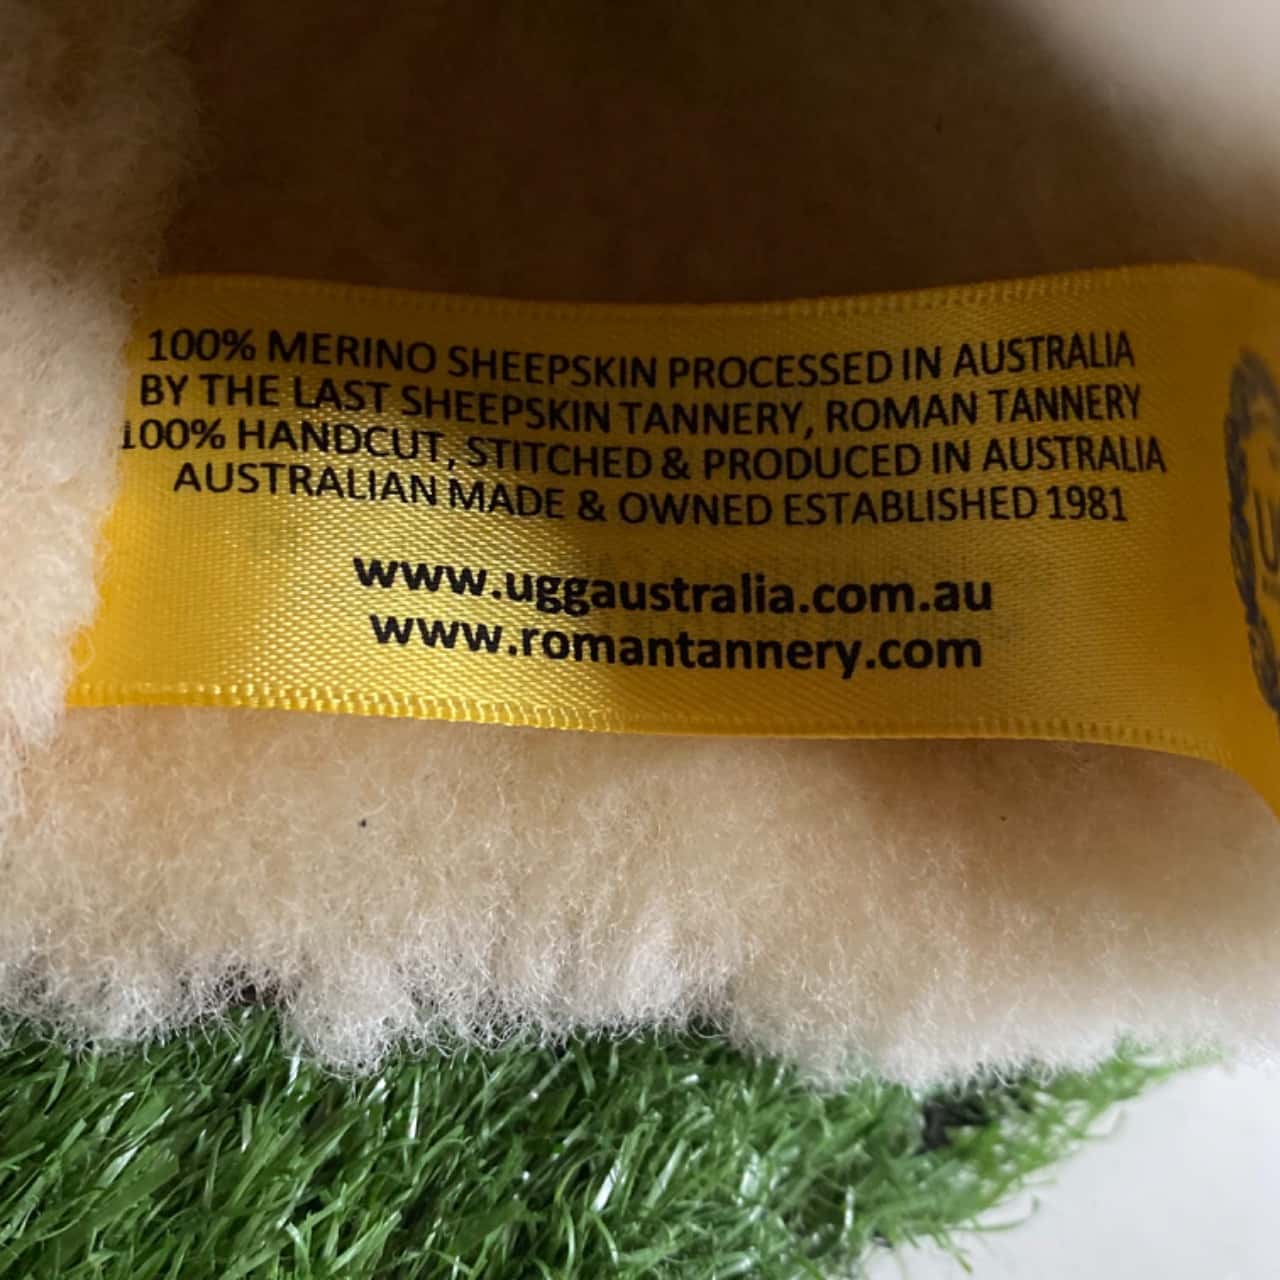 100% MERINO SHEEPSKIN PROCESSED IN AUSTRALIA
BY THE LAST SHEEPSKIN TANNERY, ROMAN TANNERY
100% HANDCUT, STITCHED & PRODUCED IN AUSTRALIA
AUSTRALIAN MADE & OWNED ESTABLISHED 1981
www.uggaustralia.com.au
www.romantannery.com